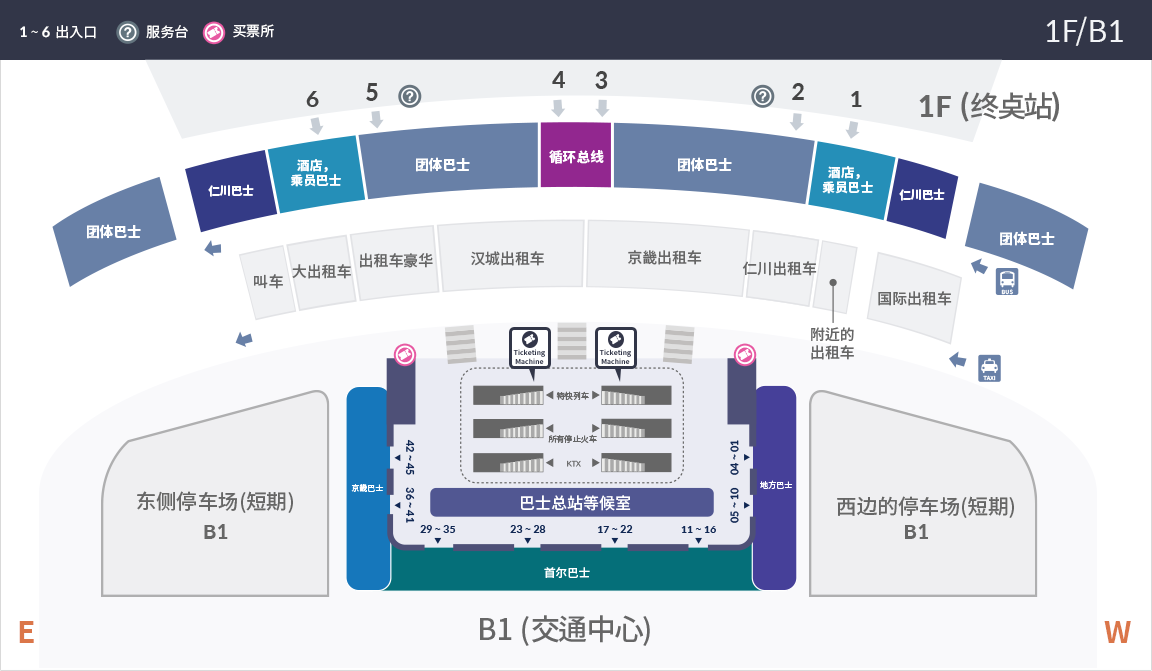 1 ~ 6 出入口
? 服务台
买票所
1F/B1
6
5
?
4
3
?
2
1
1F (终点站)
团体巴士
仁川巴士
酒店，
乘员巴士
团体巴士
循环总线
团体巴士
酒店，
乘员巴士
仁川巴士
团体巴士
叫车
大出租车
出租车豪华
汉城出租车
京畿出租车
仁川出租车
国际出租车
附近的
出租车
BUS
TAXI
Ticketing
Machine
Ticketing
Machine
特快列车
所有停止火车
KTX
巴士总站等候室
42 ~ 45
36 ~ 41
04 ~ 01
05 ~ 10
29 ~ 35
23 ~ 28
17 ~ 22
11 ~ 16
京畿巴士
地方巴士
首尔巴士
东侧停车场(短期)
B1
西边的停车场(短期)
B1
B1 (交通中心)
E
W